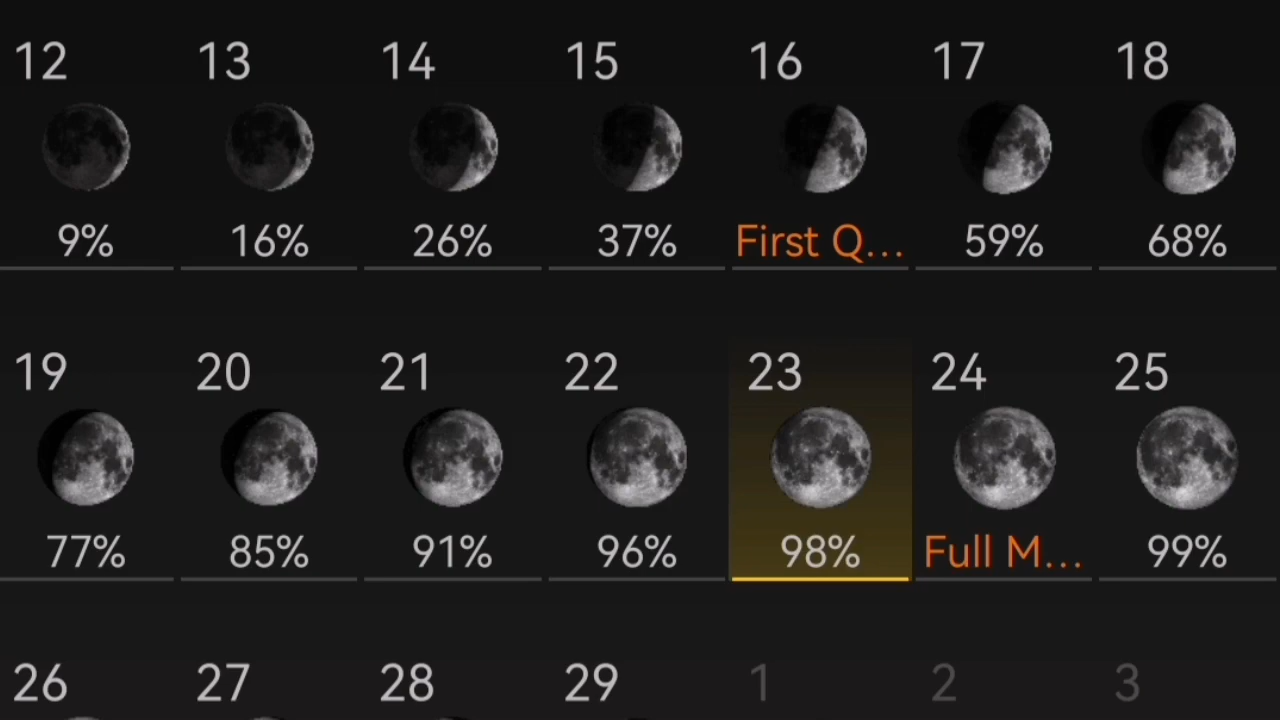 12 13 14 15 16 17 18
9% 16% 26% 37% First Q... 59% 68%
19 20 21 22 23 24 25
77% 85% 91% 96% 98% Full M... 99%
26 27 28 29 1 2 3